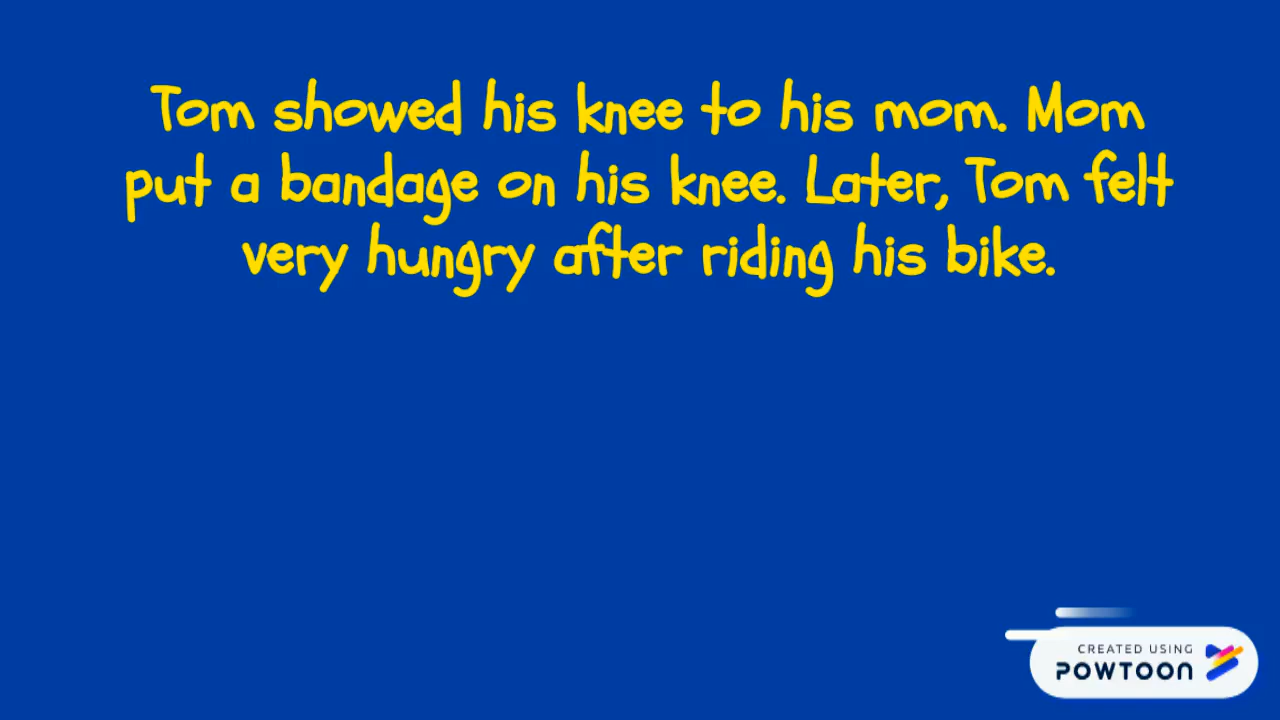 Tom showed his knee to his mom. Mom
put a bandage on his knee. Later, Tom felt
very hungry after riding his bike.
CREATED USING
POWTOON